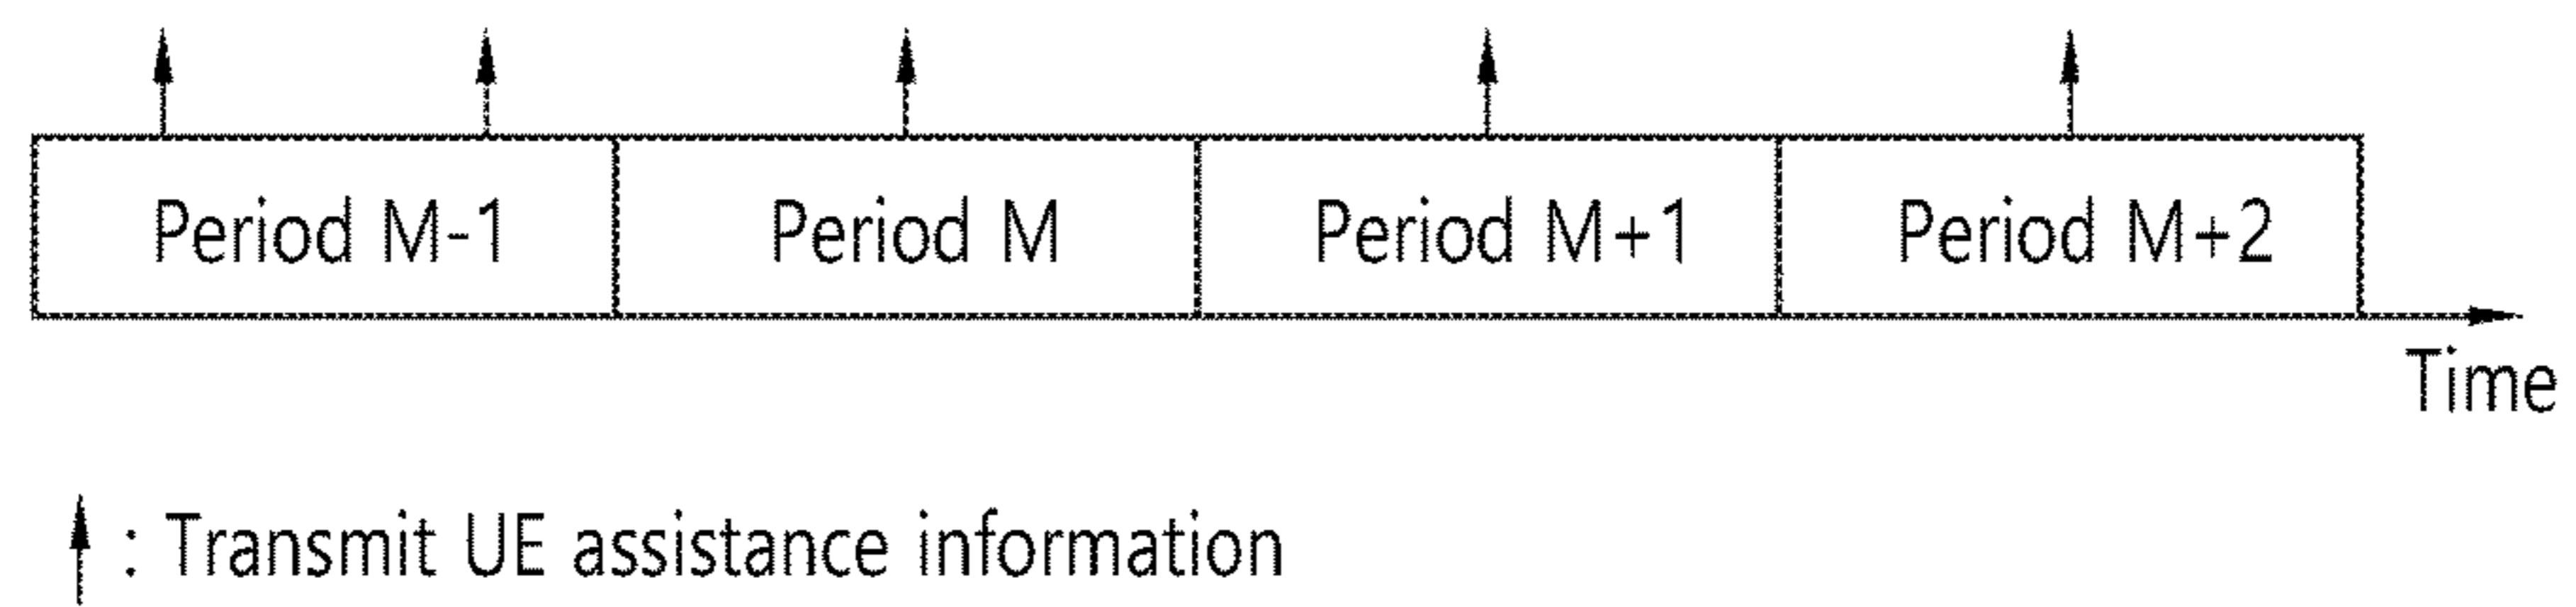 Period M-1 Period M Period M+1 Period M+2
Time
: Transmit UE assistance information